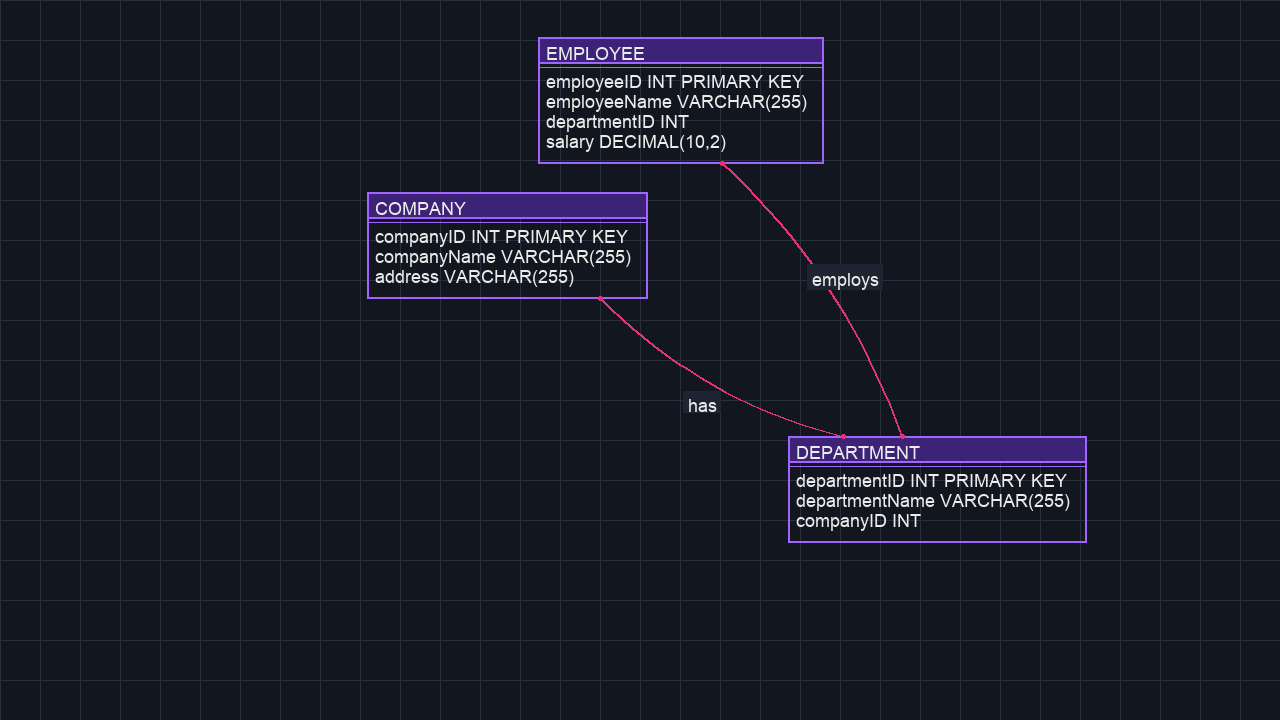 EMPLOYEE
employeeID INT PRIMARY KEY
employeeName VARCHAR(255)
departmentID INT
salary DECIMAL(10,2)
COMPANY
companyID INT PRIMARY KEY
companyName VARCHAR(255)
address VARCHAR(255)
employs
has
DEPARTMENT
departmentID INT PRIMARY KEY
departmentName VARCHAR(255)
companyID INT